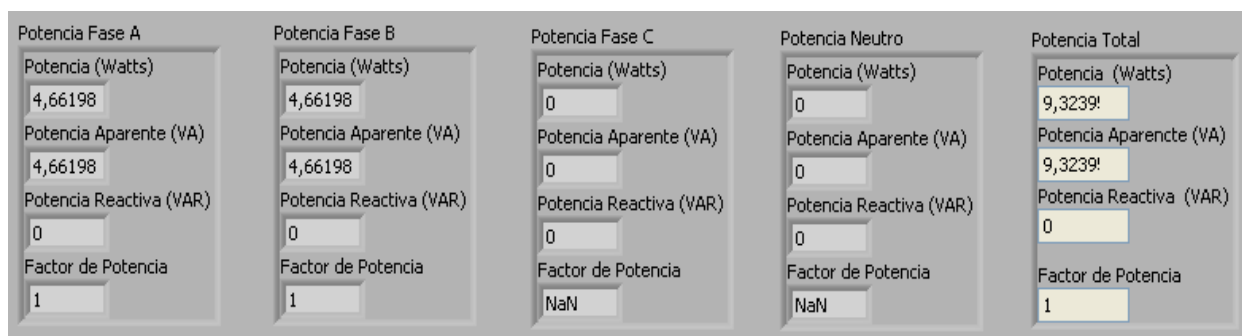 Potencia Fase A
Potencia (Watts)
4,66198
Potencia Aparente (VA)
4,66198
Potencia Reactiva (VAR)
0
Factor de Potencia
1
Potencia Fase B
Potencia (Watts)
4,66198
Potencia Aparente (VA)
4,66198
Potencia Reactiva (VAR)
0
Factor de Potencia
1
Potencia Fase C
Potencia (Watts)
0
Potencia Aparente (VA)
0
Potencia Reactiva (VAR)
0
Factor de Potencia
NaN
Potencia Neutro
Potencia (Watts)
0
Potencia Aparente (VA)
0
Potencia Reactiva (VAR)
0
Factor de Potencia
NaN
Potencia Total
Potencia (Watts)
9,3239
Potencia Aparencte (VA)
9,3239
Potencia Reactiva (VAR)
0
Factor de Potencia
1